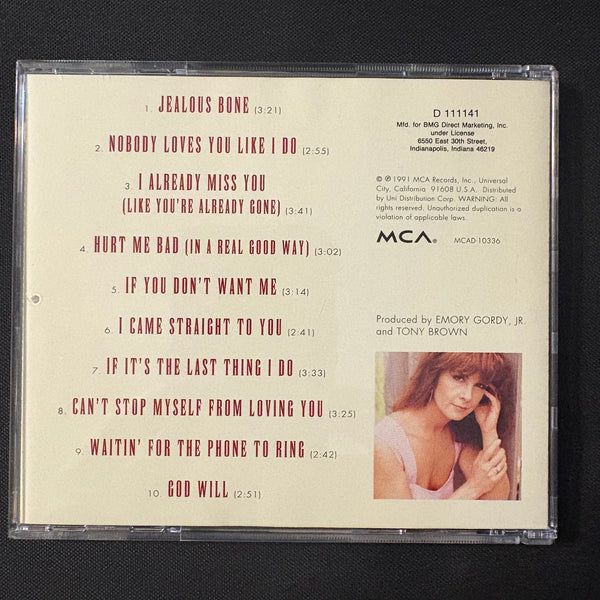 1. JEALOUS BONE (3:21)
2. NOBODY LOVES YOU LIKE I DO (2:55)
3. I ALREADY MISS YOU
(LIKE YOU'RE ALREADY GONE) (3:41)
4. HURT ME BAD (IN A REAL GOOD WAY) (3:02)
5. IF YOU DON'T WANT ME (3:14)
6. I CAME STRAIGHT TO YOU (2:41)
7. IF IT'S THE LAST THING I DO (3:33)
8. CAN'T STOP MYSELF FROM LOVING YOU (3:25)
9. WAITIN' FOR THE PHONE TO RING (2:42)
10. GOD WILL (2:51)
D 111141
Mfd. for BMG Direct Marketing, Inc.
under License
6550 East 30th Street,
Indianapolis, Indiana 46219
© ℗ 1991 MCA Records, Inc., Universal
City, California 91608 U.S.A. Distributed
by Uni Distribution Corp. WARNING: All
rights reserved. Unauthorized duplication is a
violation of applicable laws.
MCA® MCAD-10336
Produced by EMORY GORDY, JR.
and TONY BROWN